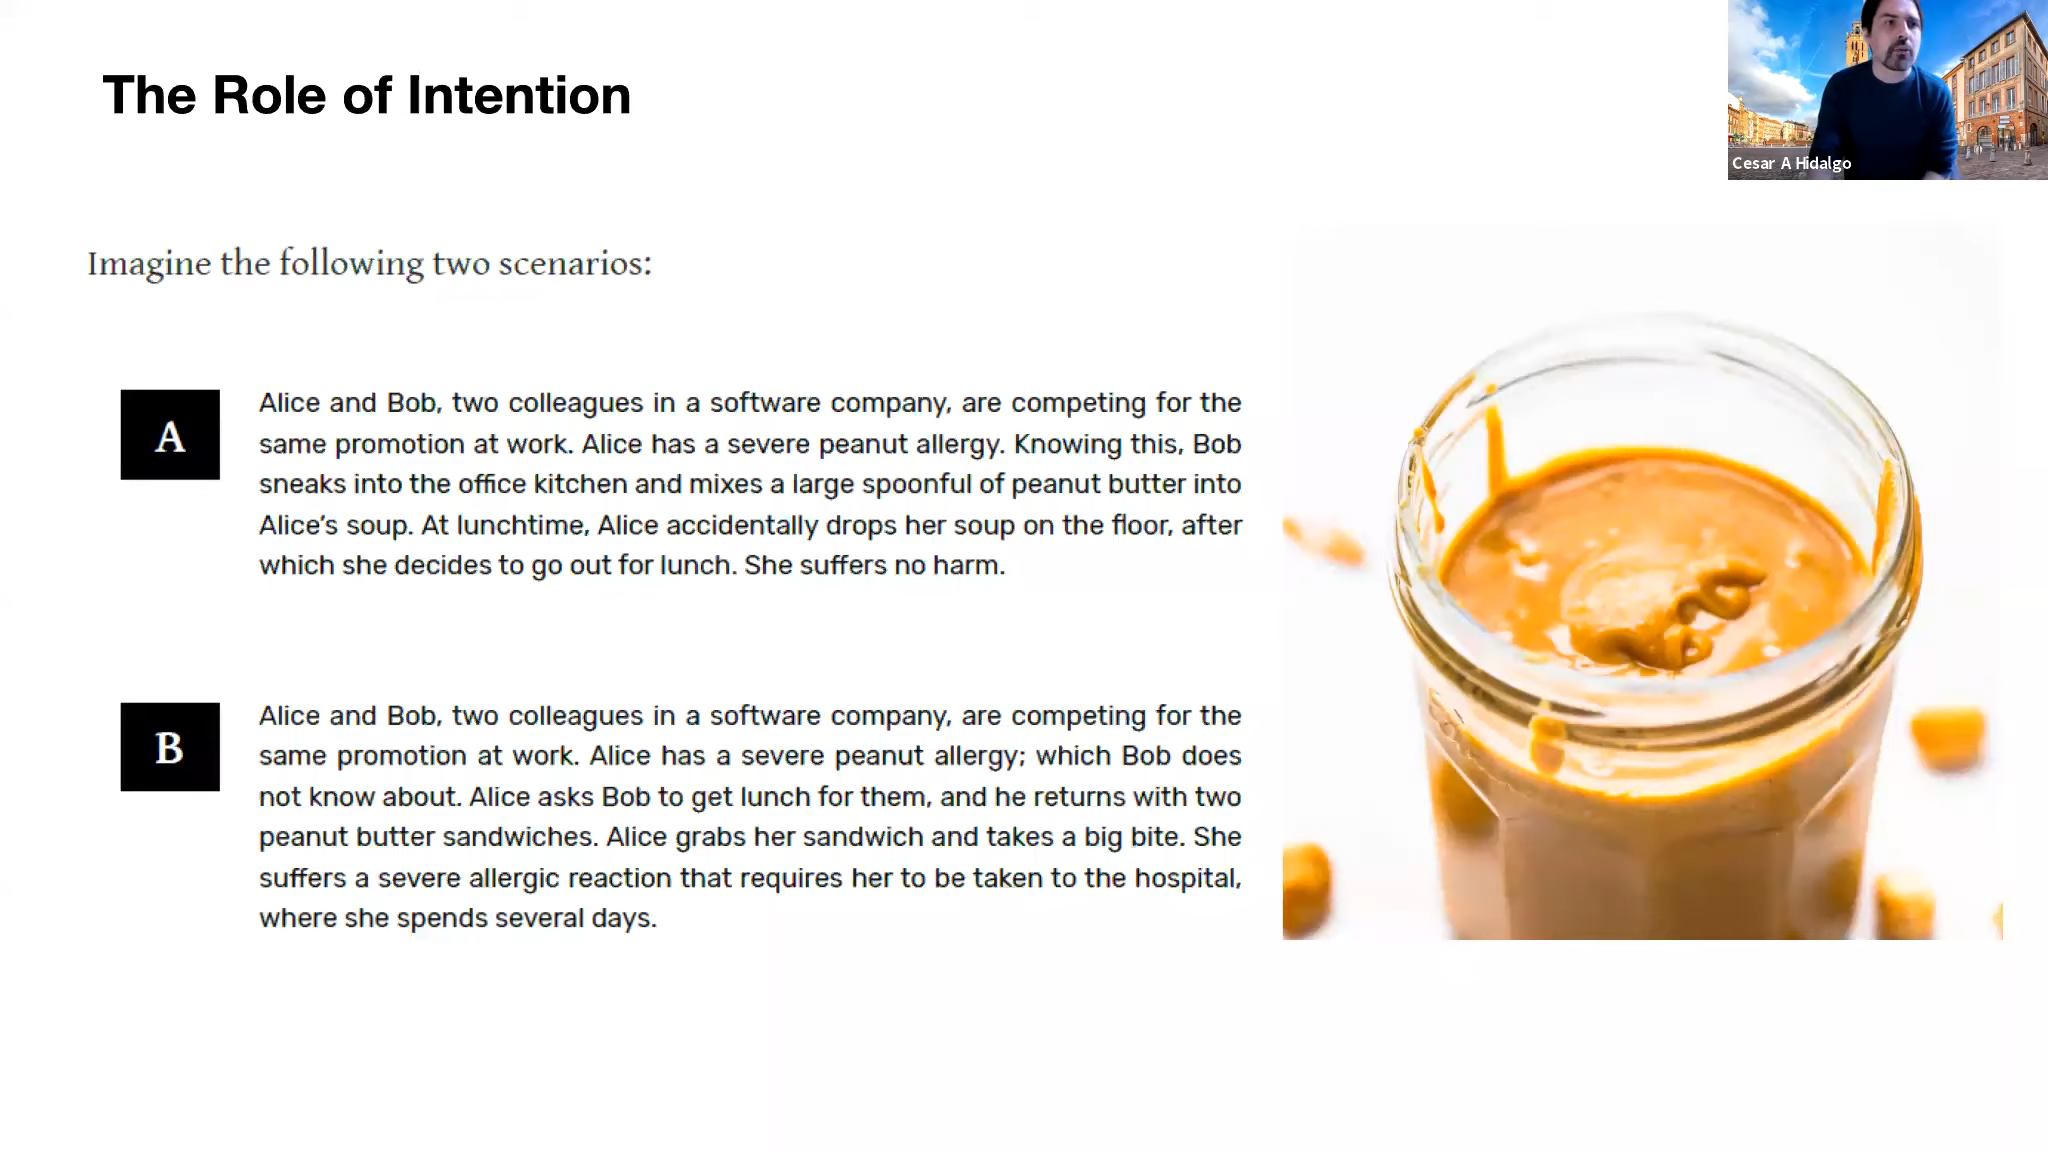 The Role of Intention
Cesar A Hidalgo
Imagine the following two scenarios:
A
Alice and Bob, two colleagues in a software company, are competing for the
same promotion at work. Alice has a severe peanut allergy. Knowing this, Bob
sneaks into the office kitchen and mixes a large spoonful of peanut butter into
Alice’s soup. At lunchtime, Alice accidentally drops her soup on the floor, after
which she decides to go out for lunch. She suffers no harm.
B
Alice and Bob, two colleagues in a software company, are competing for the
same promotion at work. Alice has a severe peanut allergy; which Bob does
not know about. Alice asks Bob to get lunch for them, and he returns with two
peanut butter sandwiches. Alice grabs her sandwich and takes a big bite. She
suffers a severe allergic reaction that requires her to be taken to the hospital,
where she spends several days.